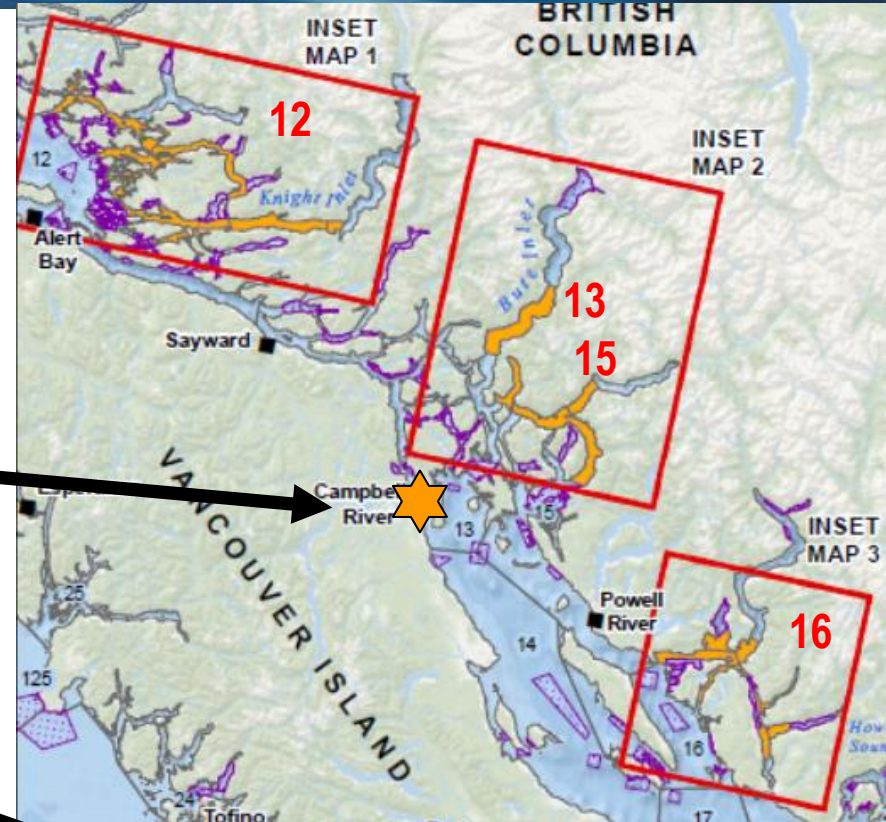 BRITISH
COLUMBIA
INSET
MAP 1
12
12
Knight Inlet
Alert
Bay
INSET
MAP 2
Bute Inlet
13
15
Sayward
VANCOUVER ISLAND
Campbell
River
13
15
INSET
MAP 3
Powell
River
16
25
14
125
16
24
Tofino
17